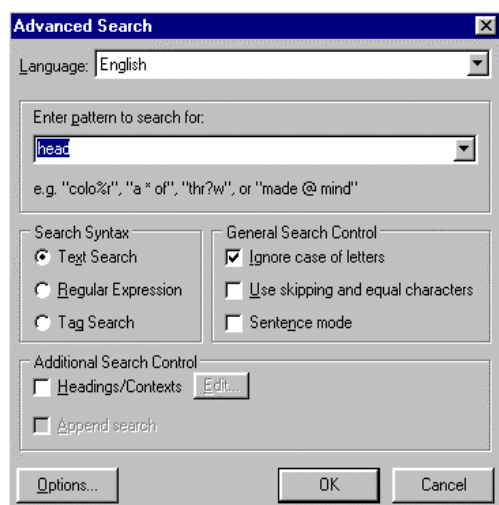 Advanced Search
Language: English
Enter pattern to search for:
head
e.g. "colo%r", "a * of", "thr?w", or "made @ mind"
Search Syntax
Text Search
Regular Expression
Tag Search
General Search Control
Ignore case of letters
Use skipping and equal characters
Sentence mode
Additional Search Control
Headings/Contexts Edit...
Append search
Options... OK Cancel